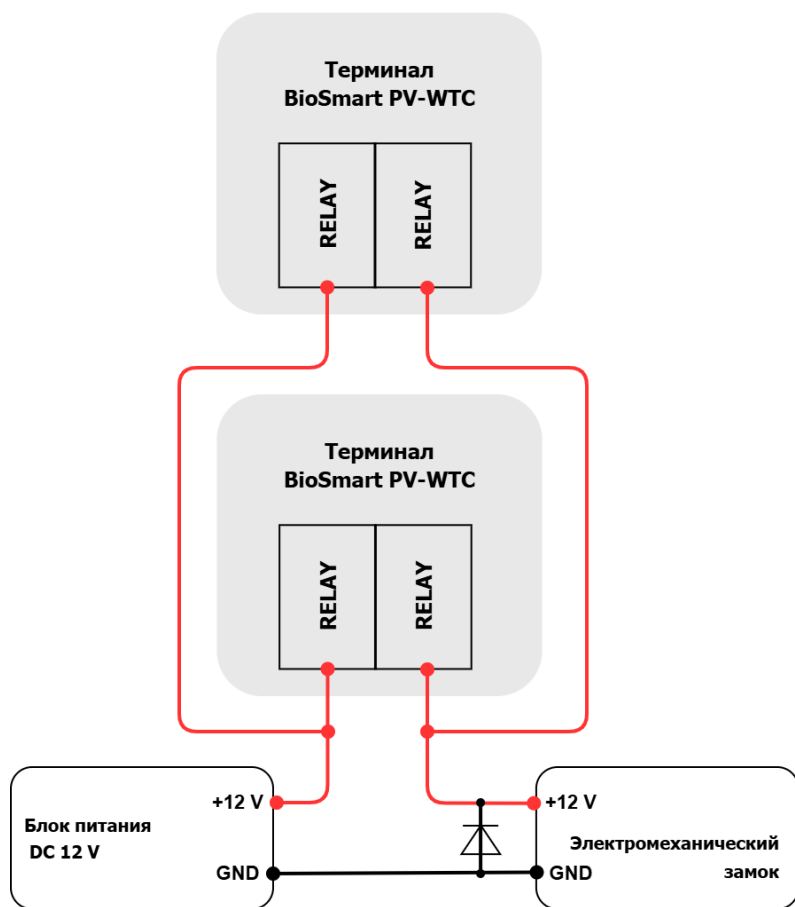 Терминал
BioSmart PV-WTC
RELAY
RELAY
Терминал
BioSmart PV-WTC
RELAY
RELAY
+12 V
Блок питания
DC 12 V
GND
+12 V
Электромеханический
замок
GND